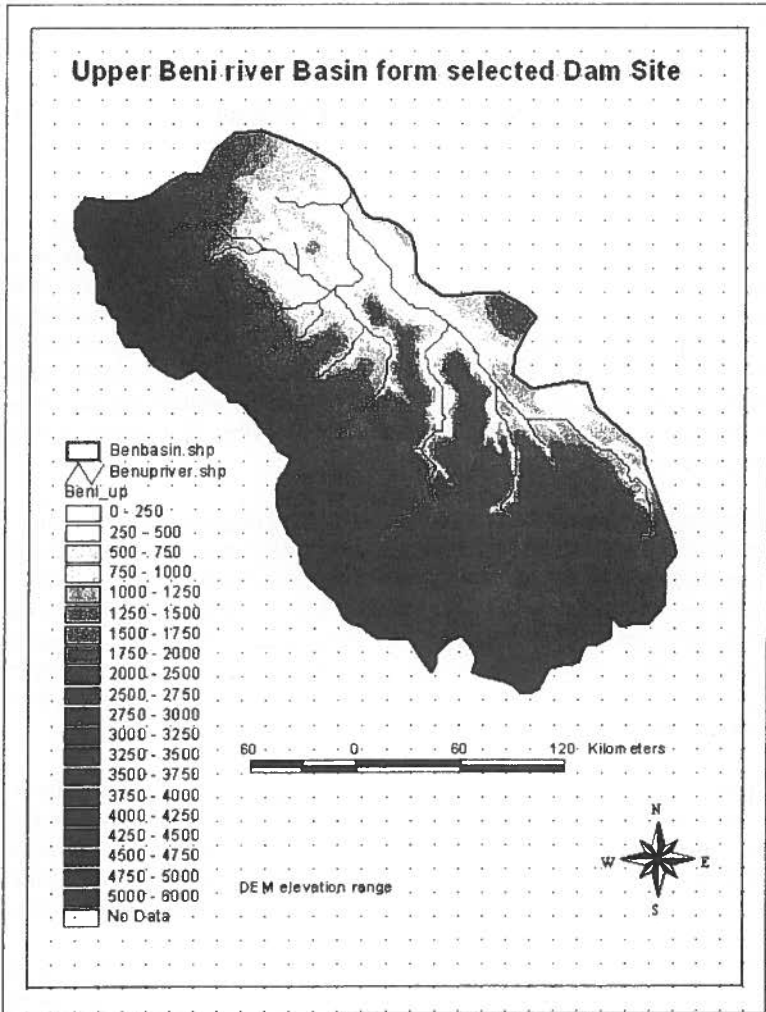 Upper Beni river Basin form selected Dam Site
Benbasin.shp
Benupriver.shp
Beni_up
0 - 250
250 - 500
500 - 750
750 - 1000
1000 - 1250
1250 - 1500
1500 - 1750
1750 - 2000
2000 - 2500
2500 - 2750
2750 - 3000
3000 - 3250
3250 - 3500
3500 - 3750
3750 - 4000
4000 - 4250
4250 - 4500
4500 - 4750
4750 - 5000
5000 - 6000
No Data
60 0 60 120 Kilometers
DEM elevation range
N
W E
S